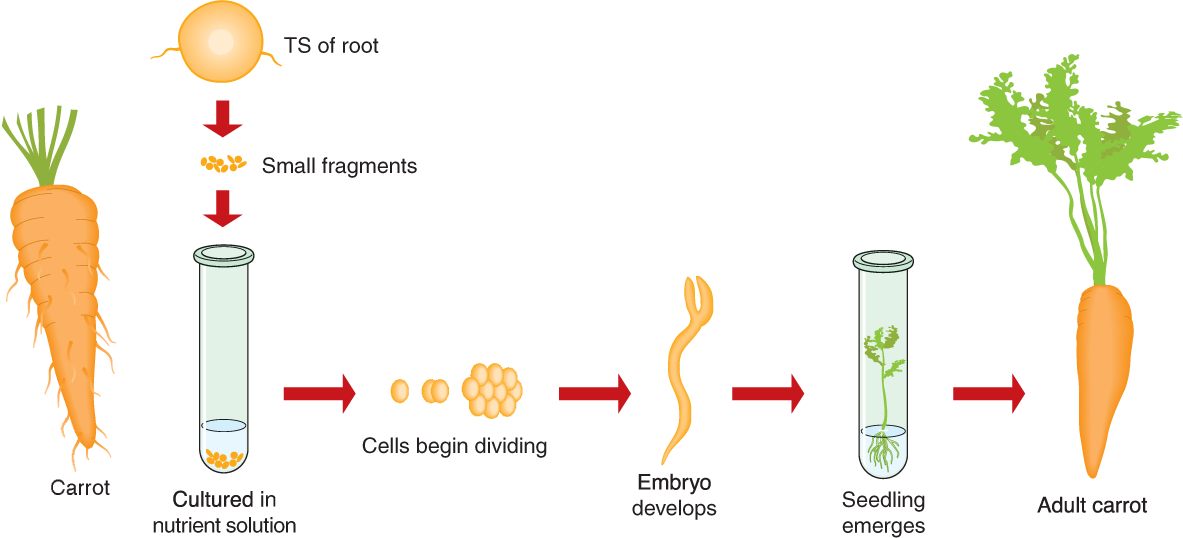 TS of root
Small fragments
Carrot
Cultured in
nutrient solution
Cells begin dividing
Embryo
develops
Seedling
emerges
Adult carrot